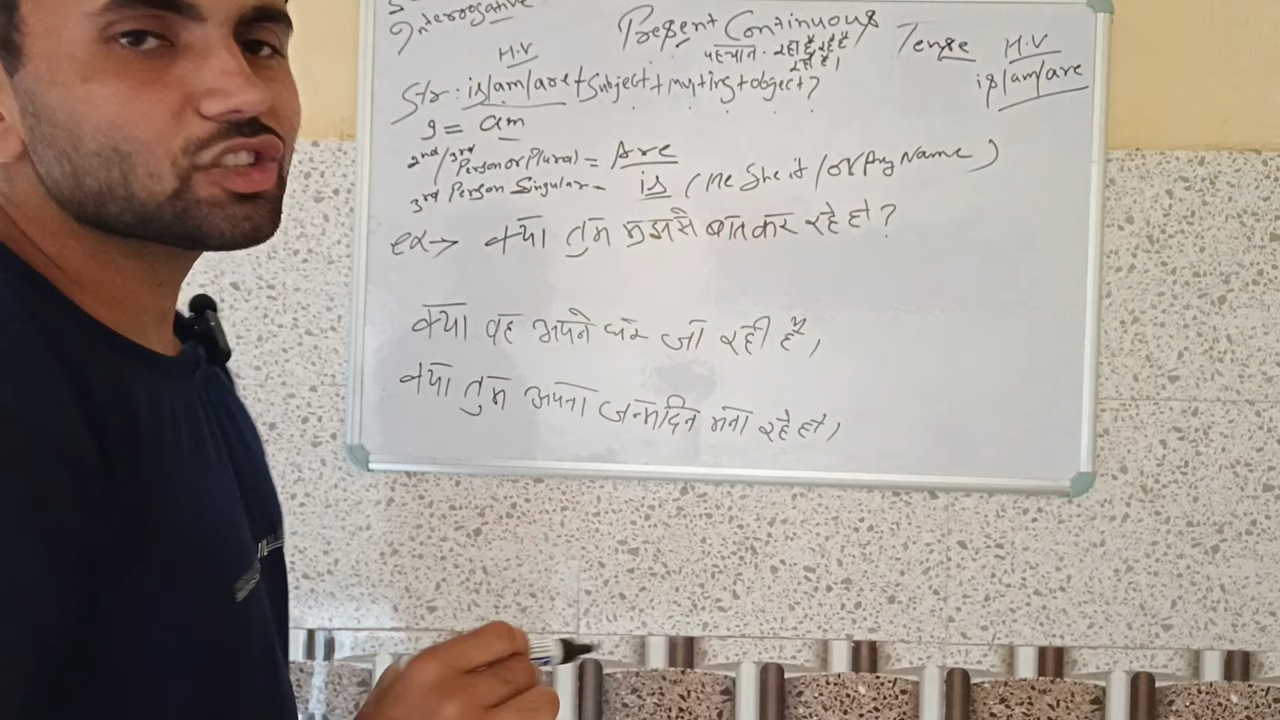 Interrogative
Present Continuous Tense
H.V
पहचान . रहा है, रहे है
रही है।
H.V
is/am/are
Str: is/am/are + Subject + mv+ing + object?
I = am
2nd/3rd Person or Plural = Are
3rd Person Singular = is (He She it / or Any Name)
ex → क्या तुम मुझसे बात कर रहे हो?
क्या वह अपने घर जा रही है,
क्या तुम अपना जन्मदिन मना रहे हो,